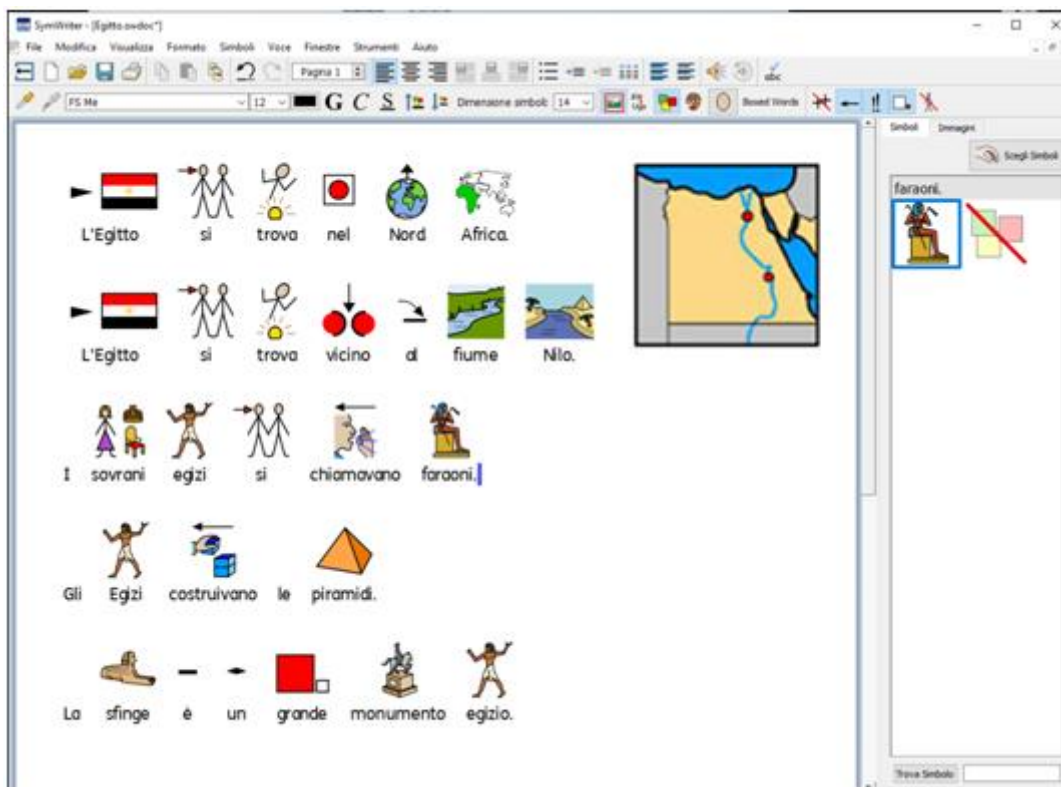 SymWriter - [Egitto.swdoc*]
File Modifica Visualizza Formato Simboli Voce Finestre Strumenti Aiuto
Pagina 1 abc
FS Me 12 G C S Dimensione simboli: 14 Boxed Words
L'Egitto si trova nel Nord Africa.
L'Egitto si trova vicino al fiume Nilo.
I sovrani egizi si chiamavano faraoni.
Gli Egizi costruivano le piramidi.
La sfinge è un grande monumento egizio.
Simboli Immagini
Scegli Simboli
faraoni.
Trova Simbolo